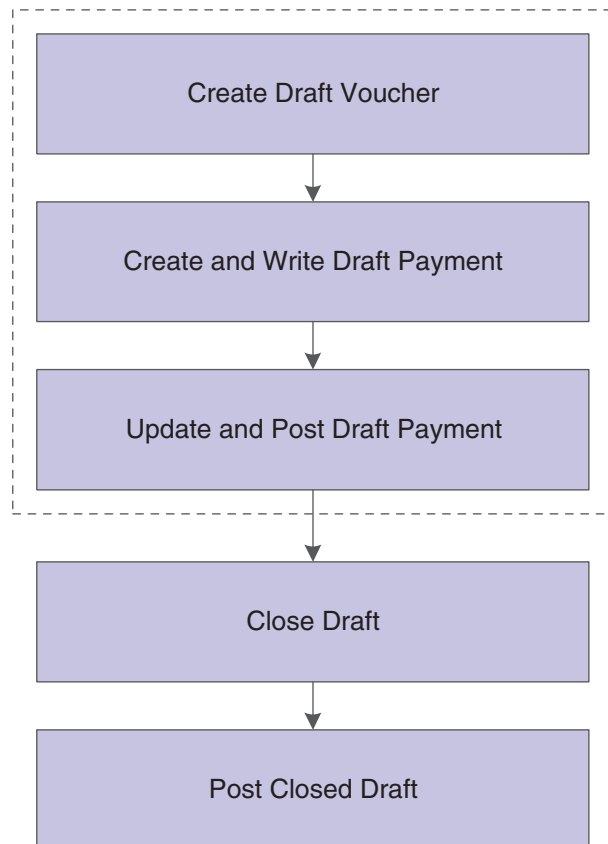 Create Draft Voucher
Create and Write Draft Payment
Update and Post Draft Payment
Close Draft
Post Closed Draft